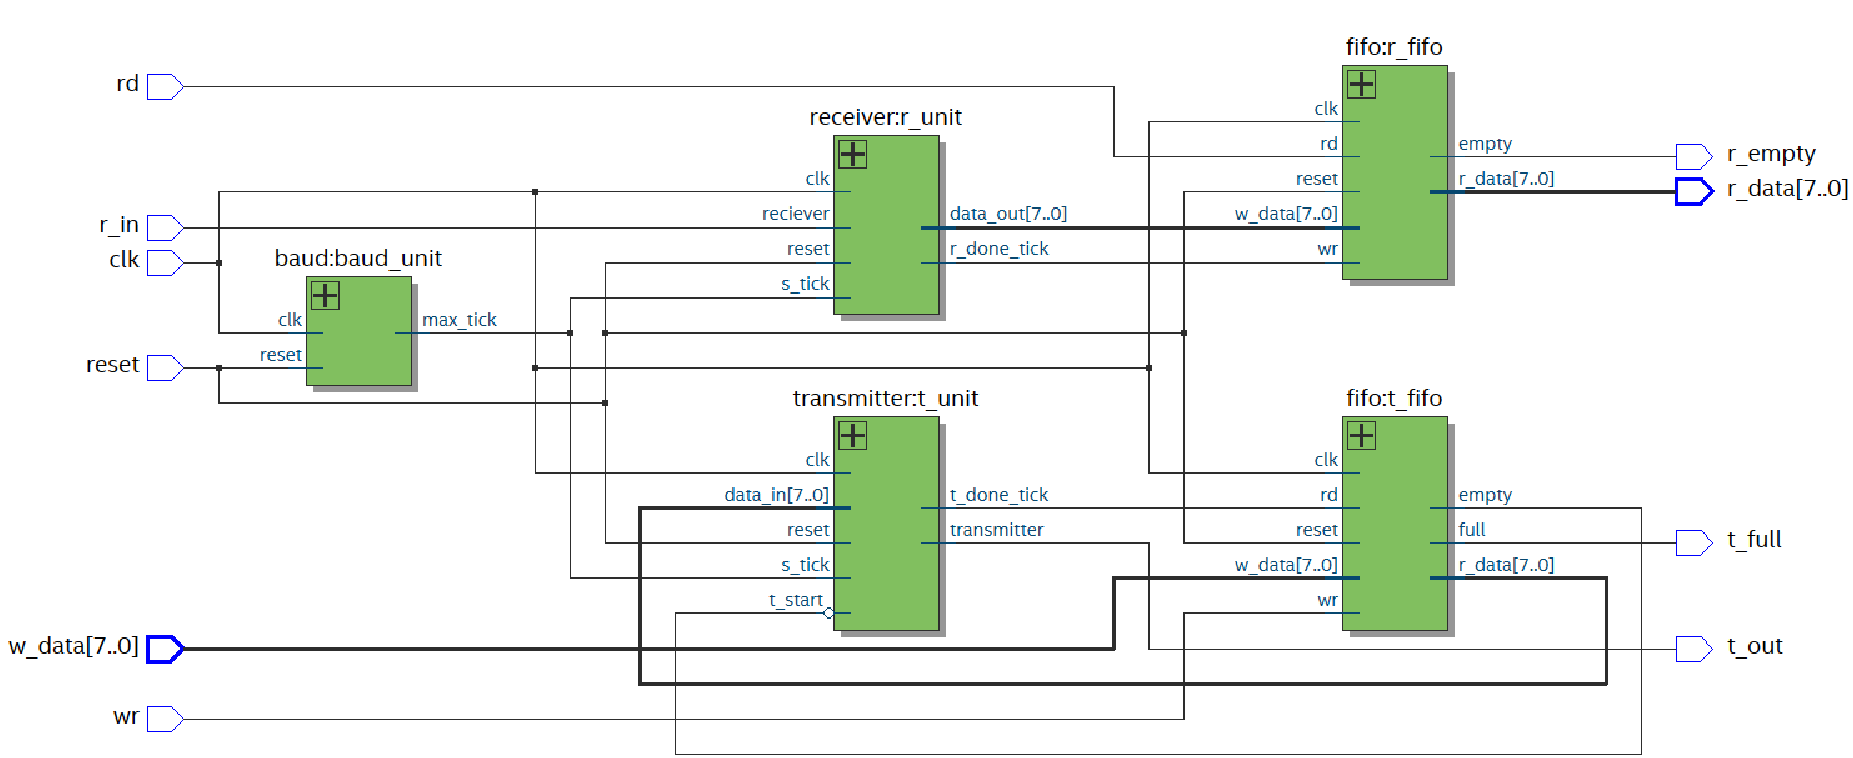 fifo:r_fifo
rd
receiver:r_unit
clk
rd
empty
r_empty
clk
reset
r_data[7..0]
r_data[7..0]
r_in
reciever
data_out[7..0]
w_data[7..0]
clk
baud:baud_unit
reset
r_done_tick
wr
s_tick
clk
max_tick
reset
reset
transmitter:t_unit
fifo:t_fifo
clk
clk
data_in[7..0]
t_done_tick
rd
empty
reset
transmitter
reset
full
t_full
s_tick
w_data[7..0]
r_data[7..0]
t_start
wr
w_data[7..0]
t_out
wr